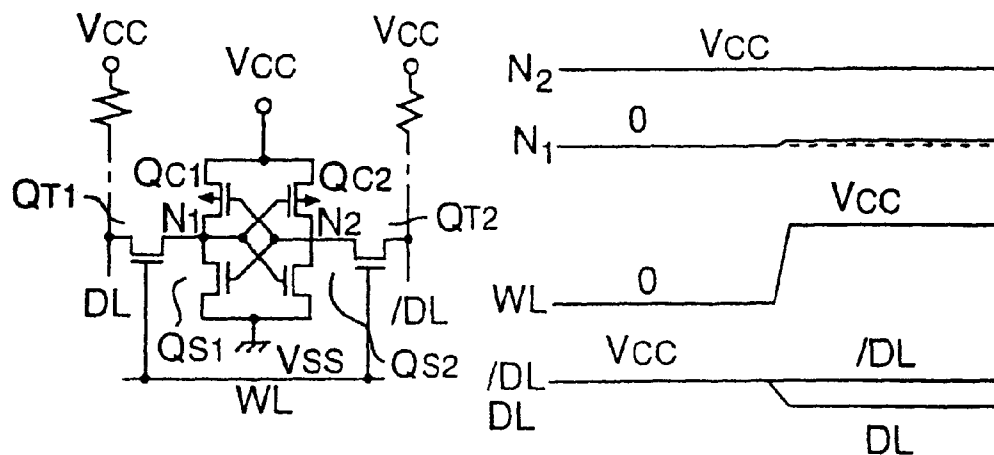 VCC
VCC
VCC
QC1
QC2
QT1
N1
N2
QT2
DL
/DL
QS1
VSS
QS2
WL
N2
VCC
N1
0
VCC
WL
0
VCC
/DL
/DL
DL
DL